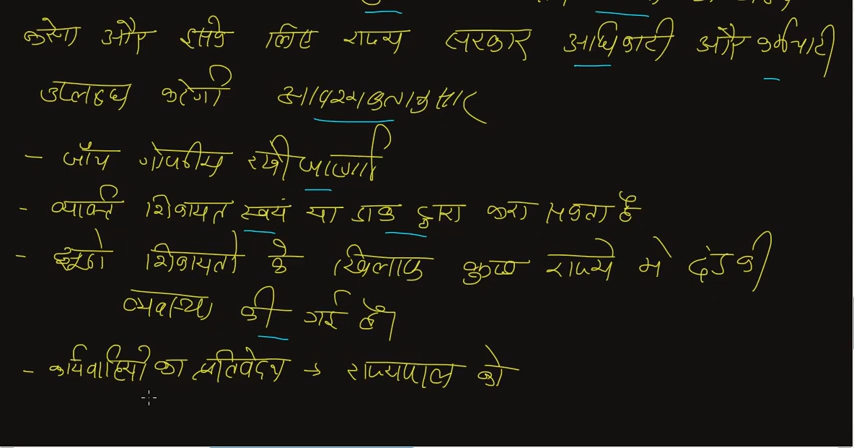 करेगा और इसके लिए राज्य सरकार अधिकारी और कर्मचारी
उपलब्ध करेगी आवश्यकतानुसार
- जाँच गोपनीय रखी जाएगी
- व्यक्ति शिकायत स्वयं या डाक द्वारा करा सकता है
- झूठी शिकायतों के खिलाफ कुछ राज्यो मे दंड की
व्यवस्था की गई है।
- कार्यवाहियों का प्रतिवेदन → राज्यपाल को